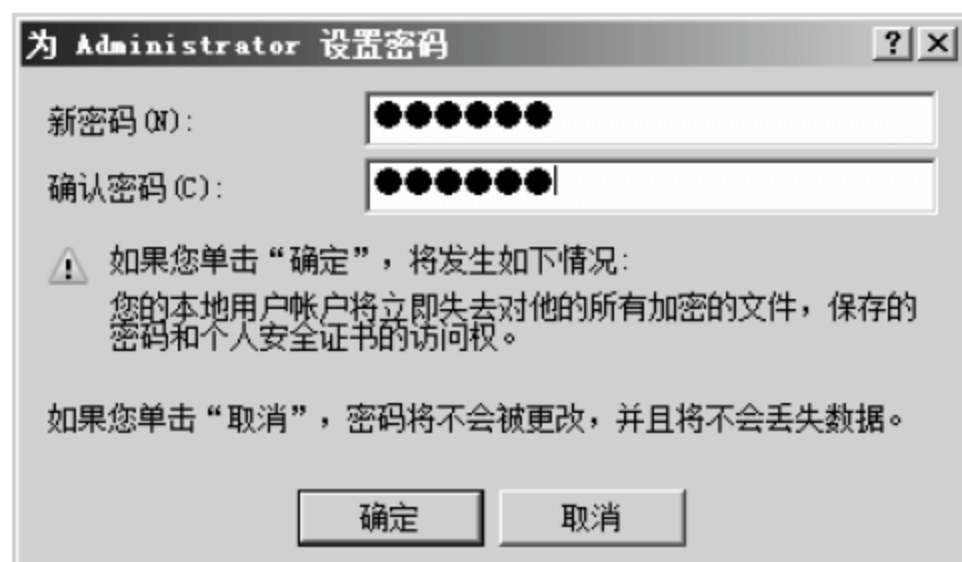 为 Administrator 设置密码
新密码(N):
确认密码(C):
如果您单击“确定”，将发生如下情况:
您的本地用户帐户将立即失去对他的所有加密的文件，保存的
密码和个人安全证书的访问权。
如果您单击“取消”，密码将不会被更改，并且将不会丢失数据。
确定 取消